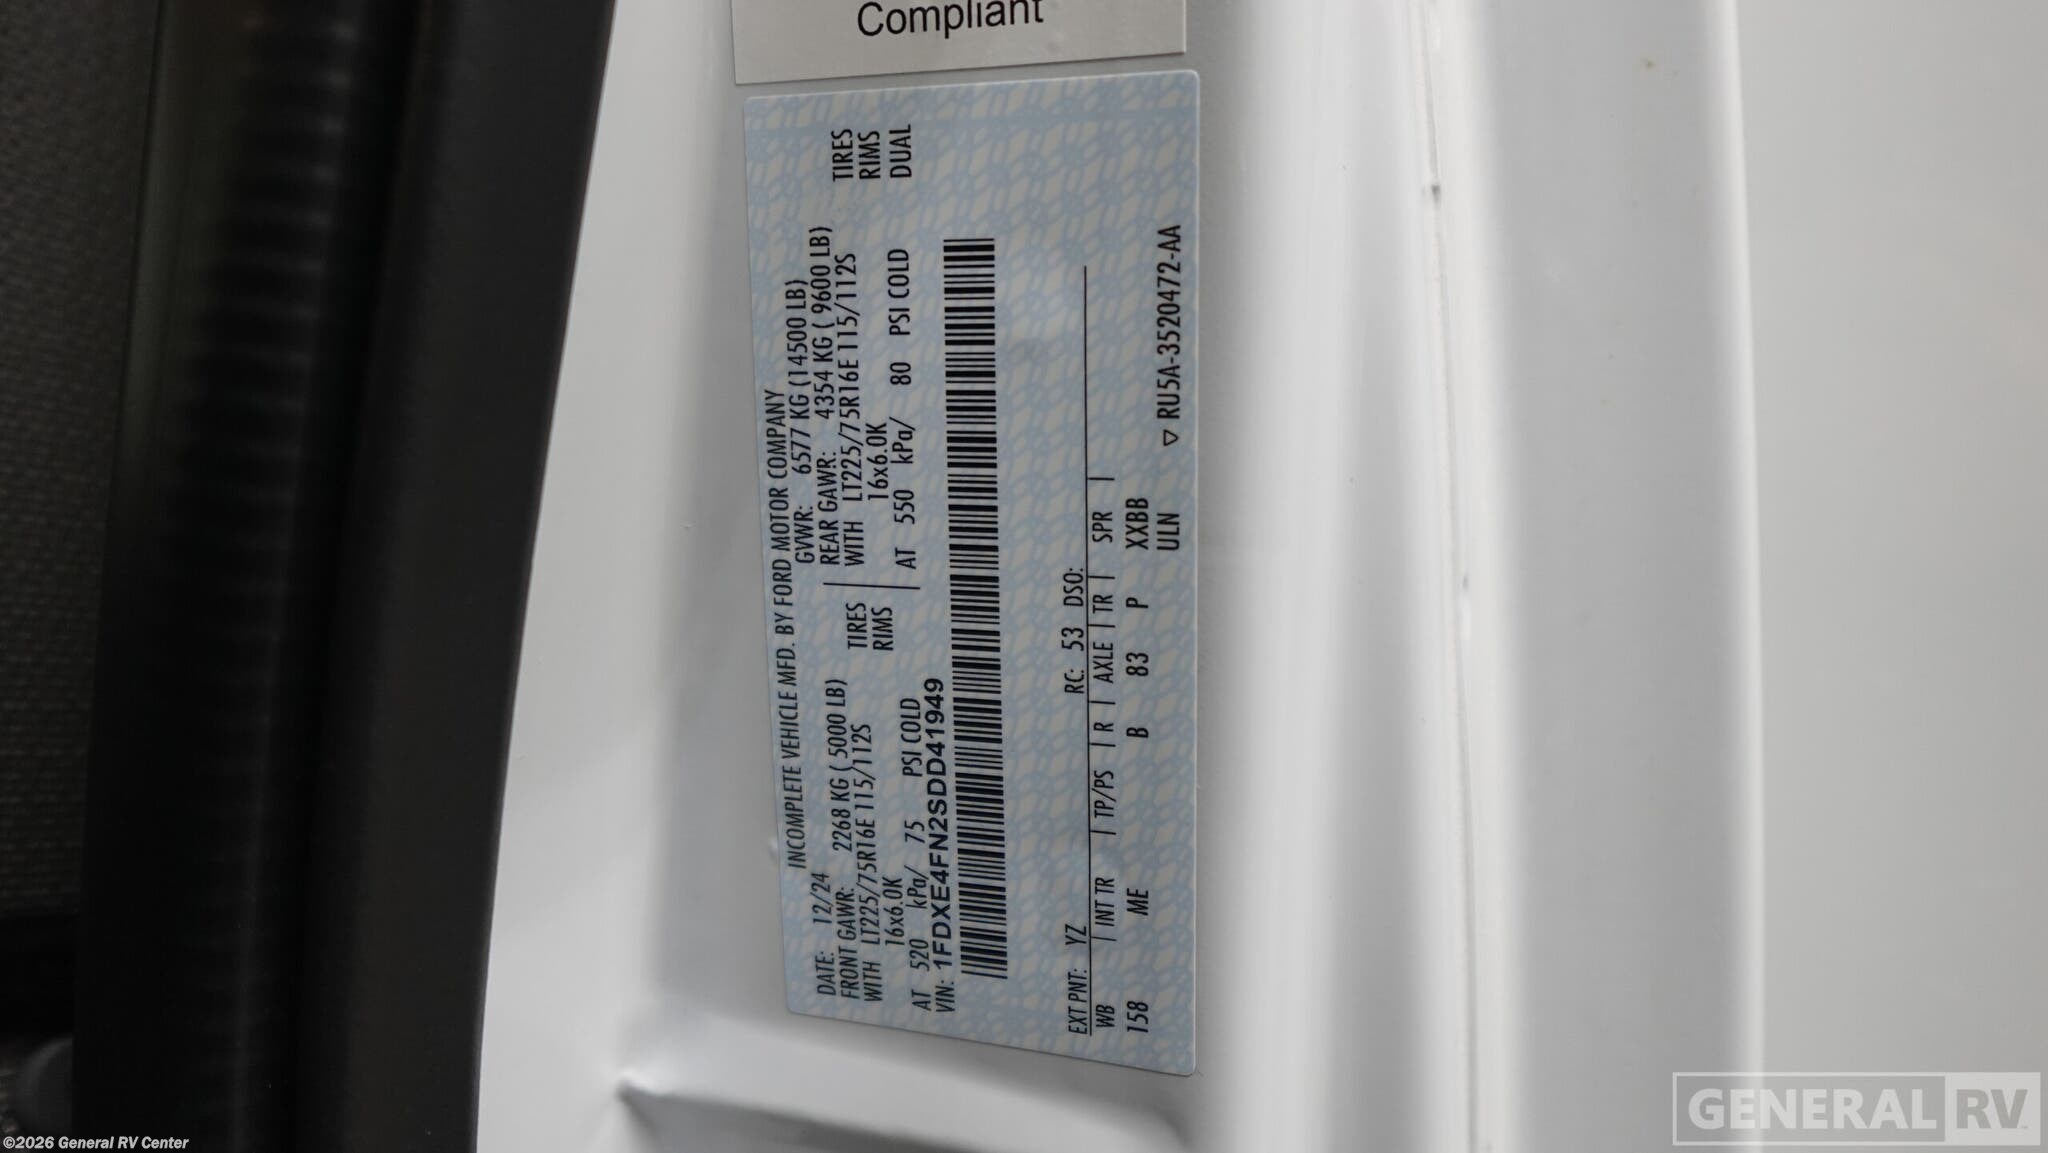 Compliant
INCOMPLETE VEHICLE MFD. BY FORD MOTOR COMPANY
DATE: 12/24 GVWR: 6577 KG (14500 LB)
FRONT GAWR: 2268 KG ( 5000 LB) REAR GAWR: 4354 KG ( 9600 LB)
WITH LT225/75R16E 115/112S TIRES WITH LT225/75R16E 115/112S TIRES
16x6.0K RIMS 16x6.0K RIMS
AT 520 kPa/ 75 PSI COLD AT 550 kPa/ 80 PSI COLD DUAL
VIN: 1FDXE4FN2SDD41949
EXT PNT: YZ RC: 53 DSO:
WB | INT TR | TP/PS | R | AXLE | TR | SPR |
158 ME B 83 P XXBB
ULN ▽ RU5A-3520472-AA
GENERAL RV
©2026 General RV Center